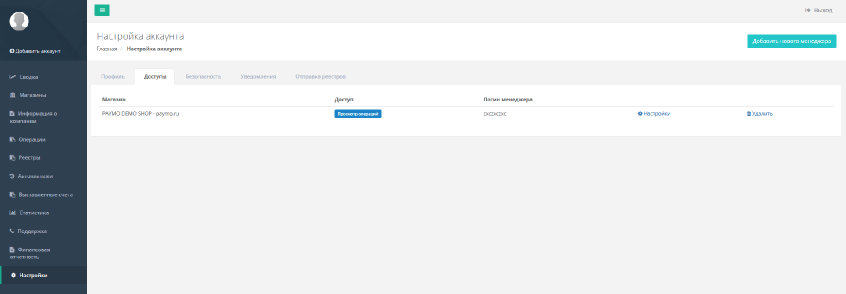 Выход
Настройка аккаунта
Главная / Настройка аккаунта
Добавить нового менеджера
Добавить аккаунт
Сводка
Магазины
Информация о
компании
Операции
Реестры
Выставленные счета
Статистика
Поддержка
Финансовая
отчетность
Настройки
Профиль
Доступы
Безопасность
Уведомления
Отправка реестров
Магазин
Доступ
Логин менеджера
PAYMO DEMO SHOP - paymo.ru
Просмотр операций
Настройки
Удалить